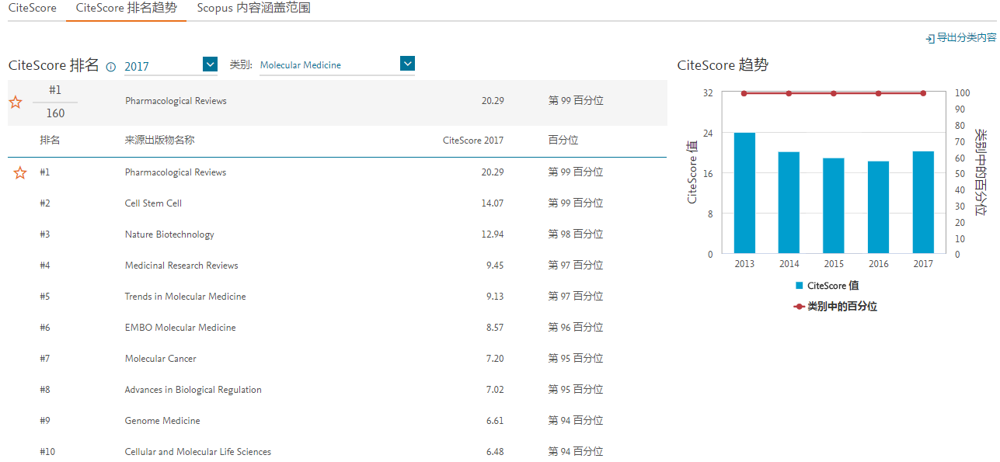 CiteScore CiteScore 排名趋势 Scopus 内容涵盖范围
导出分类内容
CiteScore 排名 2017 类别: Molecular Medicine
#1
160
Pharmacological Reviews 20.29 第 99 百分位
排名 来源出版物名称 CiteScore 2017 百分位
#1 Pharmacological Reviews 20.29 第 99 百分位
#2 Cell Stem Cell 14.07 第 99 百分位
#3 Nature Biotechnology 12.94 第 98 百分位
#4 Medicinal Research Reviews 9.45 第 97 百分位
#5 Trends in Molecular Medicine 9.13 第 97 百分位
#6 EMBO Molecular Medicine 8.57 第 96 百分位
#7 Molecular Cancer 7.20 第 95 百分位
#8 Advances in Biological Regulation 7.02 第 95 百分位
#9 Genome Medicine 6.61 第 94 百分位
#10 Cellular and Molecular Life Sciences 6.48 第 94 百分位
CiteScore 趋势
CiteScore 值
32
24
16
8
0
100
90
80
70
60
50
40
30
20
10
0
类别中的百分位
2013 2014 2015 2016 2017
CiteScore 值
类别中的百分位